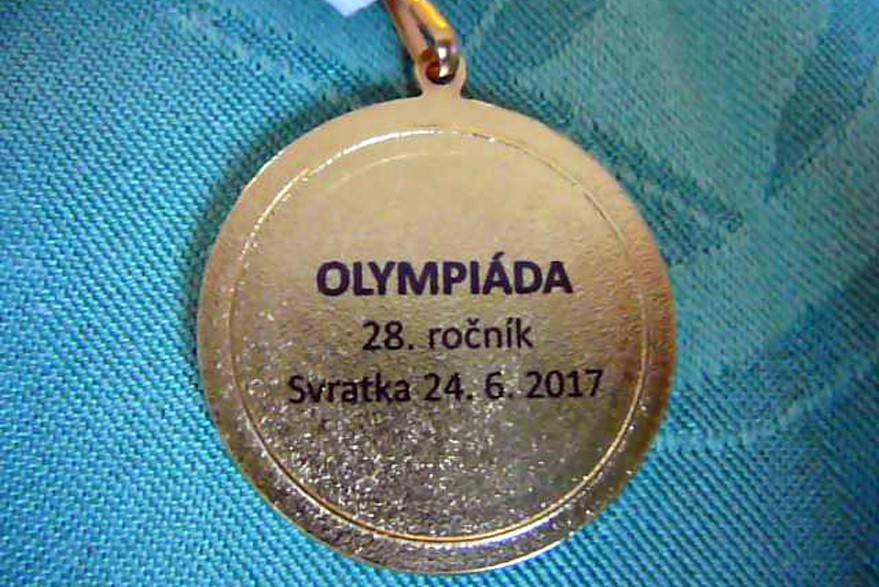 OLYMPIÁDA
28. ročník
Svratka 24. 6. 2017